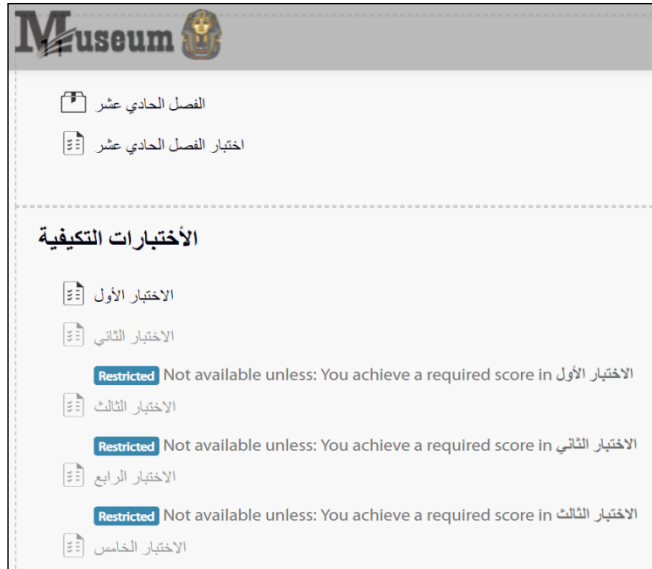 Museum
الفصل الحادي عشر
اختبار الفصل الحادي عشر
الأختبارات التكيفية
الاختبار الأول
الاختبار الثاني
Restricted Not available unless: You achieve a required score in الاختبار الأول
الاختبار الثالث
Restricted Not available unless: You achieve a required score in الاختبار الثاني
الاختبار الرابع
Restricted Not available unless: You achieve a required score in الاختبار الثالث
الاختبار الخامس